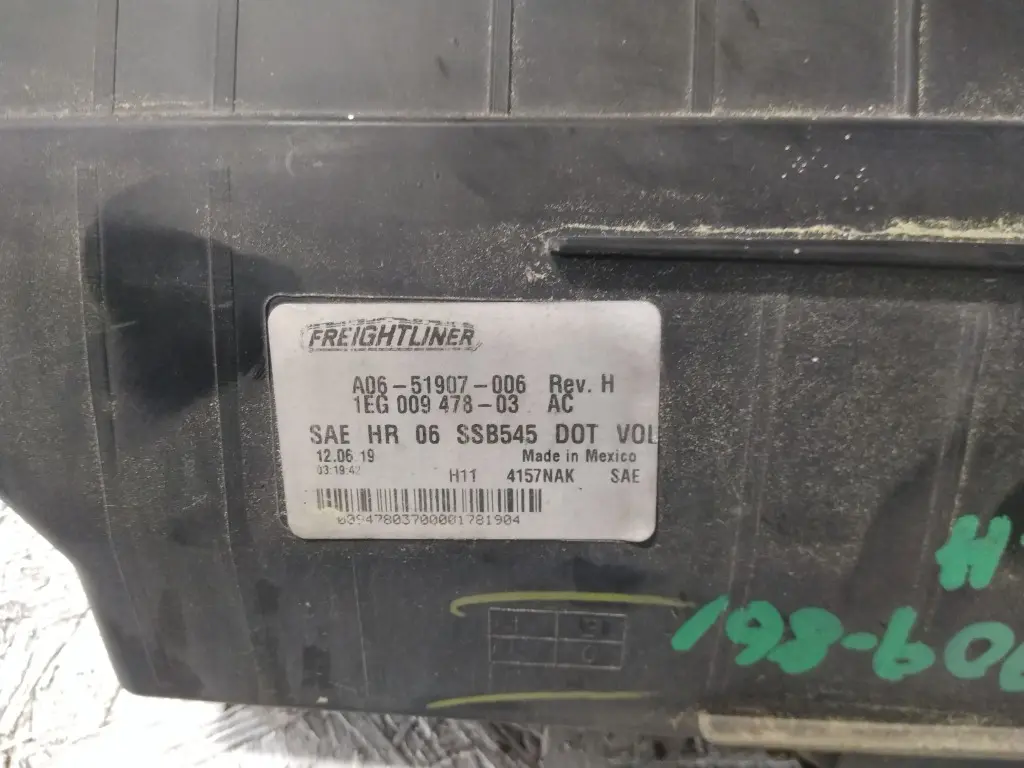 FREIGHTLINER
A06-51907-006 Rev. H
1EG 009 478-03 AC
SAE HR 06 SSB545 DOT VOL
12.06.19 Made in Mexico
03:19:42
H11 4157NAK SAE
00947803700001781904